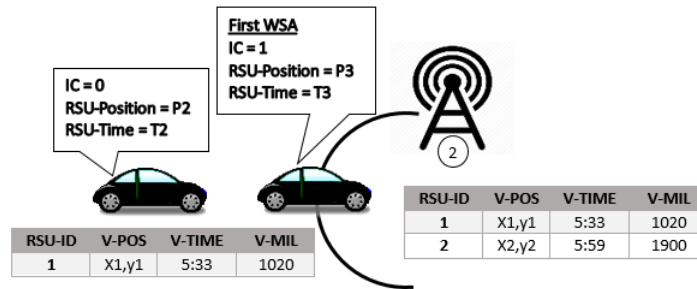 First WSA
IC = 1
RSU-Position = P3
RSU-Time = T3
IC = 0
RSU-Position = P2
RSU-Time = T2
2
RSU-ID V-POS V-TIME V-MIL
1 X1,y1 5:33 1020
2 X2,y2 5:59 1900
RSU-ID V-POS V-TIME V-MIL
1 X1,y1 5:33 1020